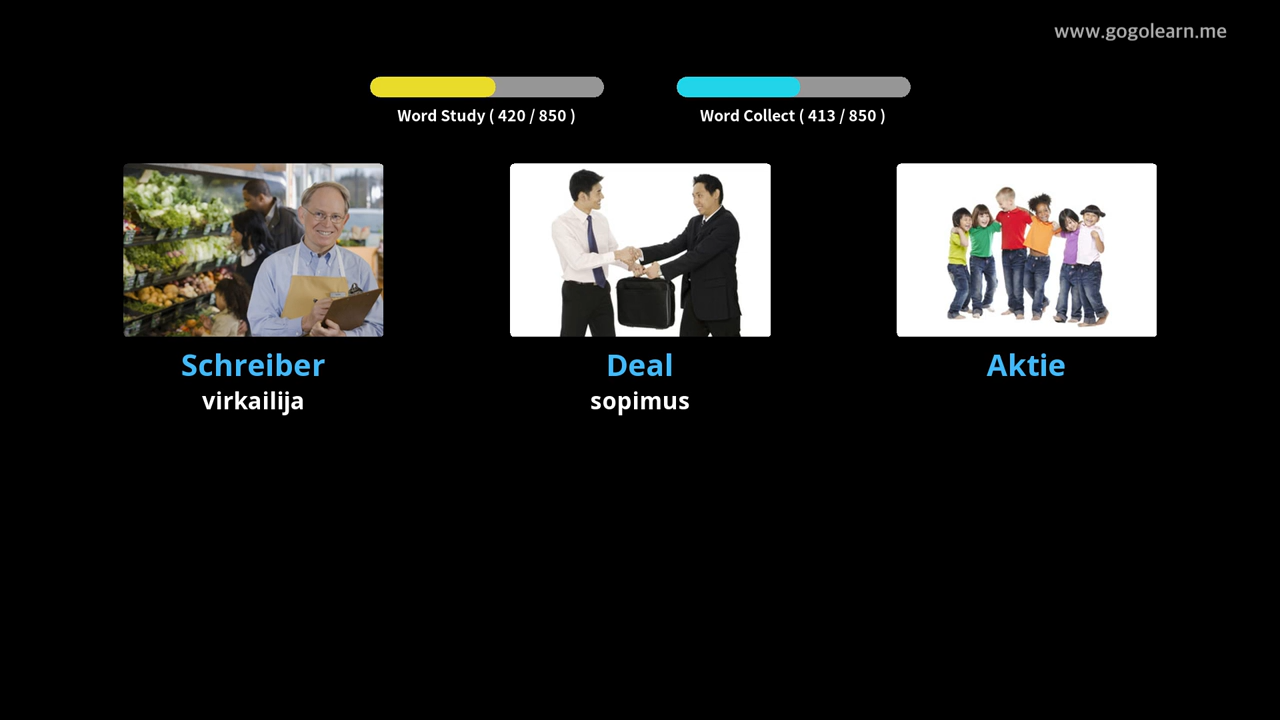 www.gogolearn.me
Word Study ( 420 / 850 )
Word Collect ( 413 / 850 )
Schreiber
virkailija
Deal
sopimus
Aktie